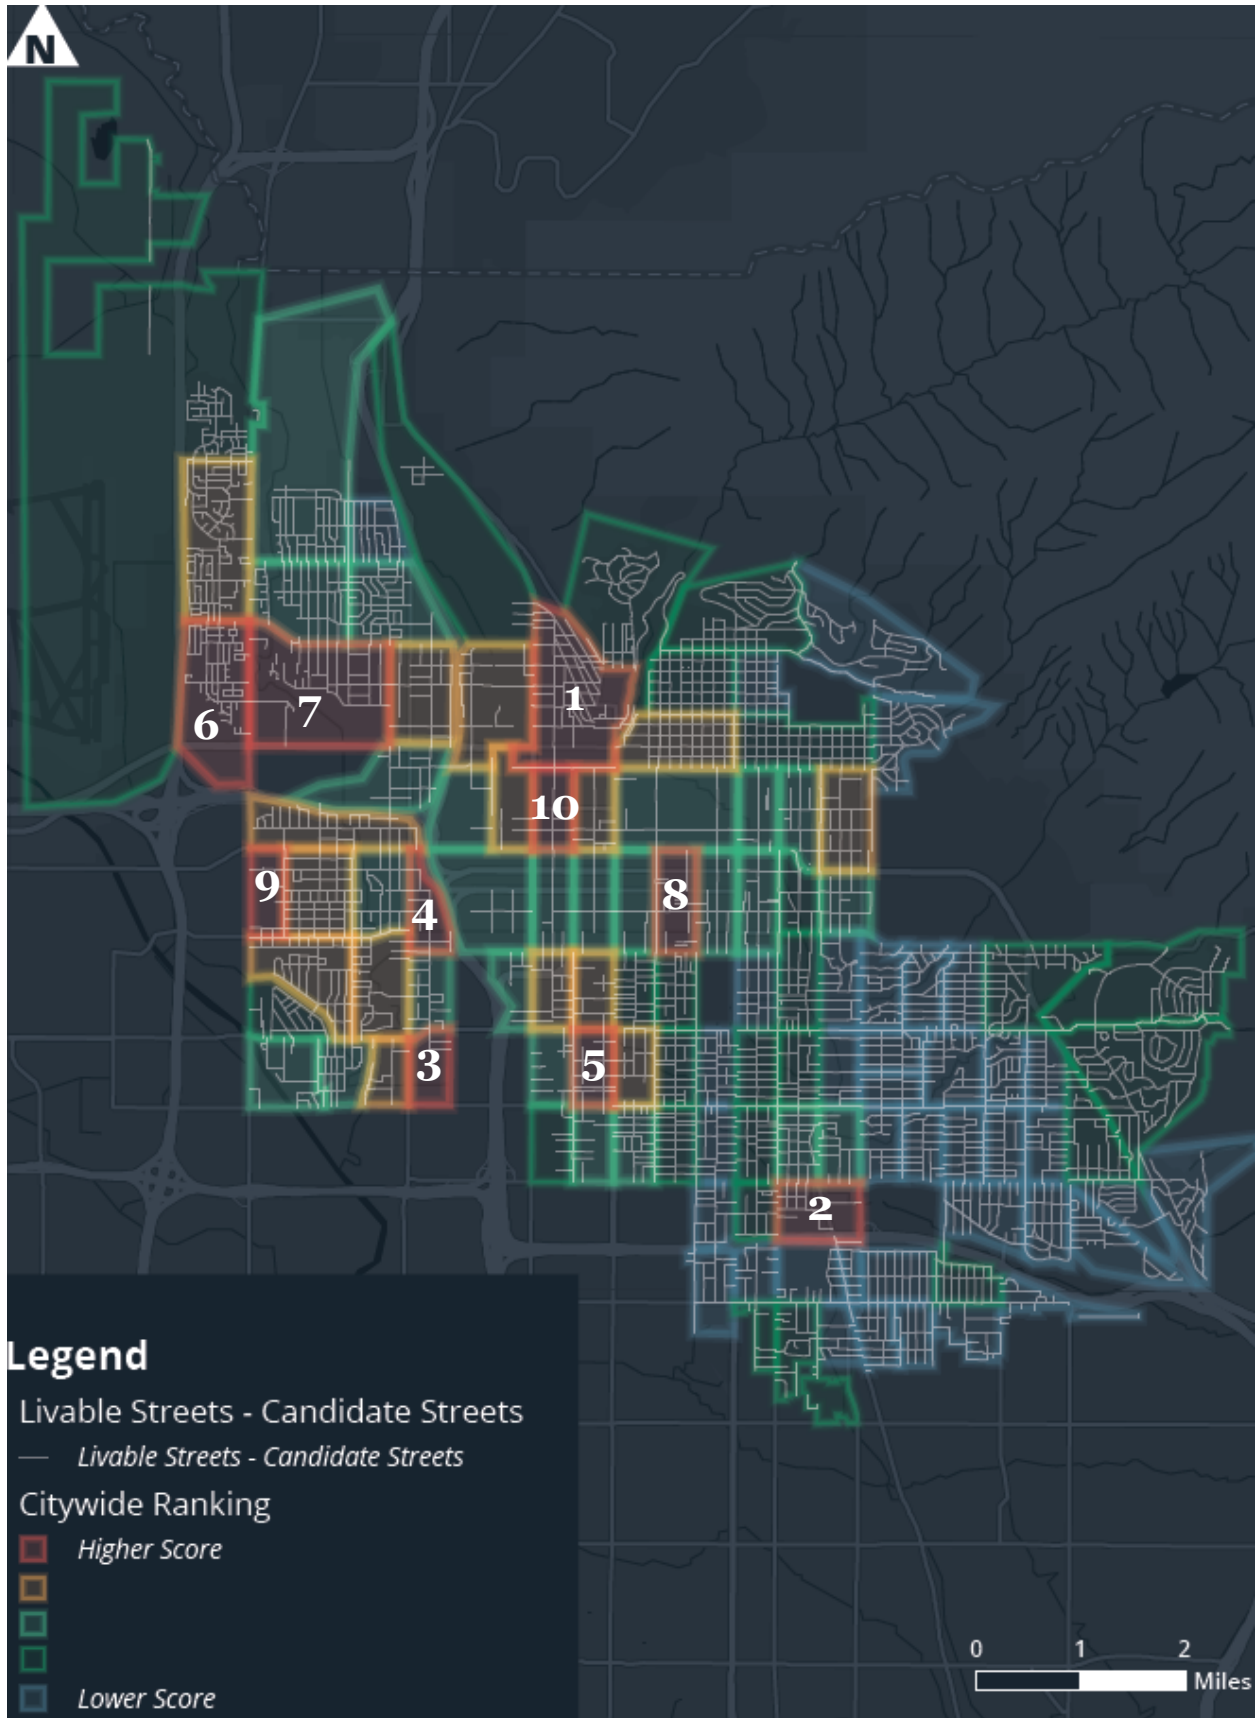 N
1
7
6
10
9
8
4
3
5
2
Legend
Livable Streets - Candidate Streets
Livable Streets - Candidate Streets
Citywide Ranking
Higher Score
Lower Score
0 1 2
Miles